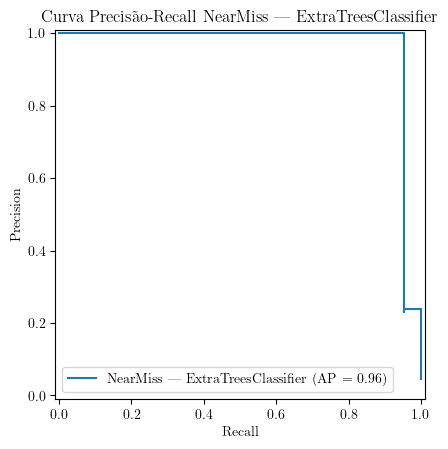 Curva Precisão-Recall NearMiss — ExtraTreesClassifier
1.0
0.8
0.6
0.4
0.2
0.0
Precision
NearMiss — ExtraTreesClassifier (AP = 0.96)
0.0 0.2 0.4 0.6 0.8 1.0
Recall